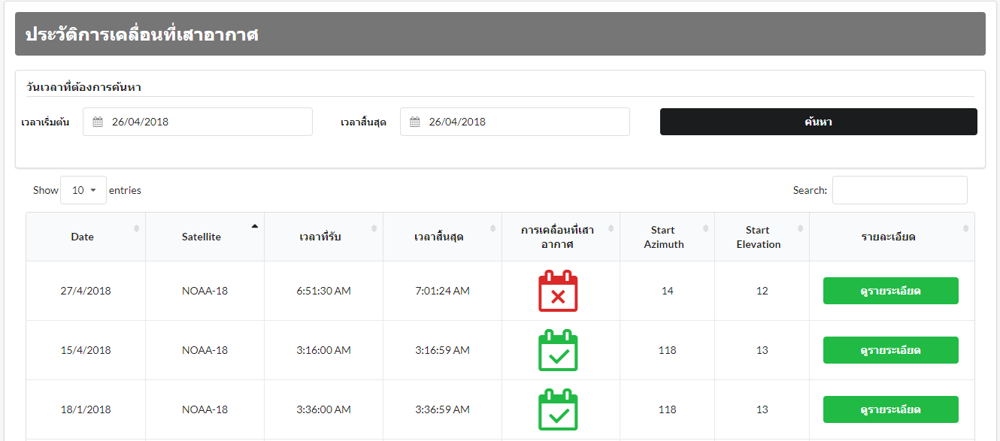 ประวัติการเคลื่อนที่เสาอากาศ
วันเวลาที่ต้องการค้นหา
เวลาเริ่มต้น 26/04/2018 เวลาสิ้นสุด 26/04/2018 ค้นหา
Show 10 entries Search:
Date Satellite เวลาที่รับ เวลาสิ้นสุด การเคลื่อนที่เสา Start Start รายละเอียด
อากาศ Azimuth Elevation
27/4/2018 NOAA-18 6:51:30 AM 7:01:24 AM 14 12 ดูรายระเอียด
15/4/2018 NOAA-18 3:16:00 AM 3:16:59 AM 118 13 ดูรายระเอียด
18/1/2018 NOAA-18 3:36:00 AM 3:36:59 AM 118 13 ดูรายระเอียด